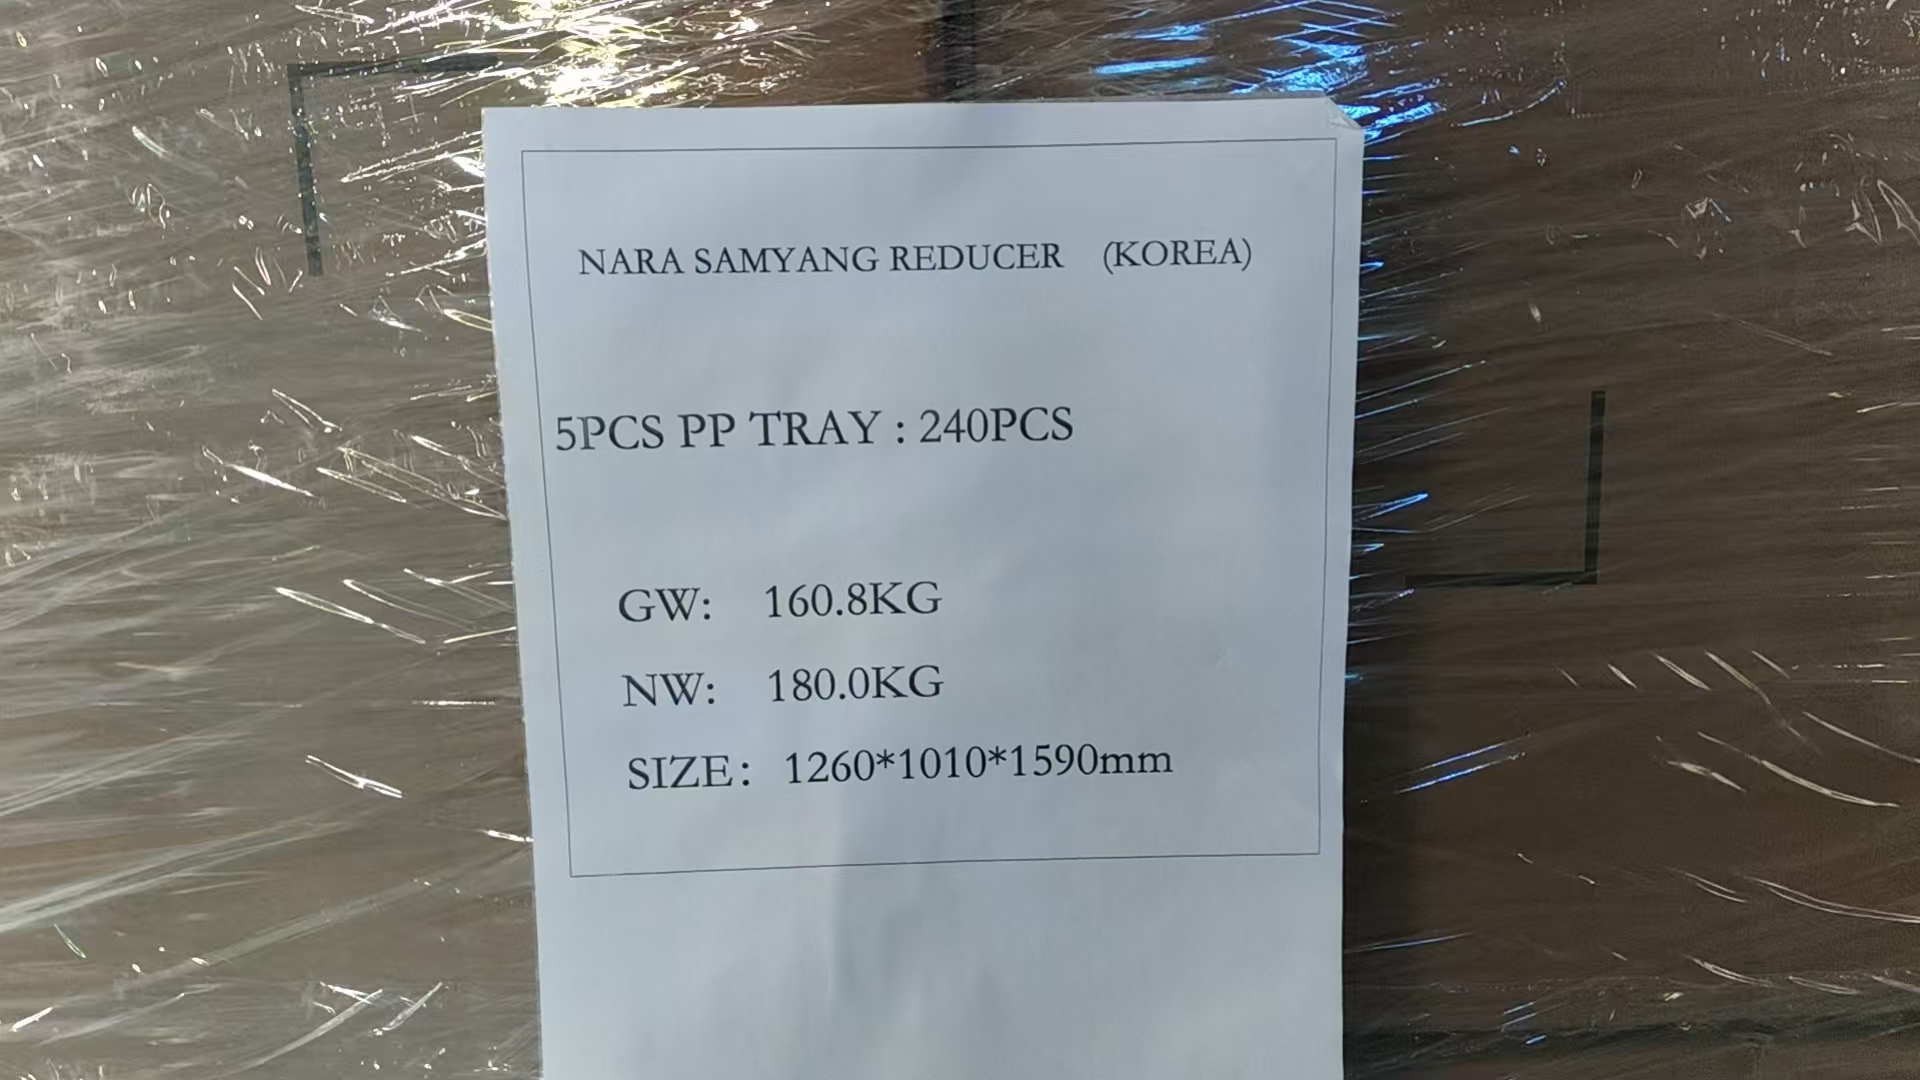 NARA SAMYANG REDUCER (KOREA)
5PCS PP TRAY : 240PCS
GW: 160.8KG
NW: 180.0KG
SIZE: 1260*1010*1590mm